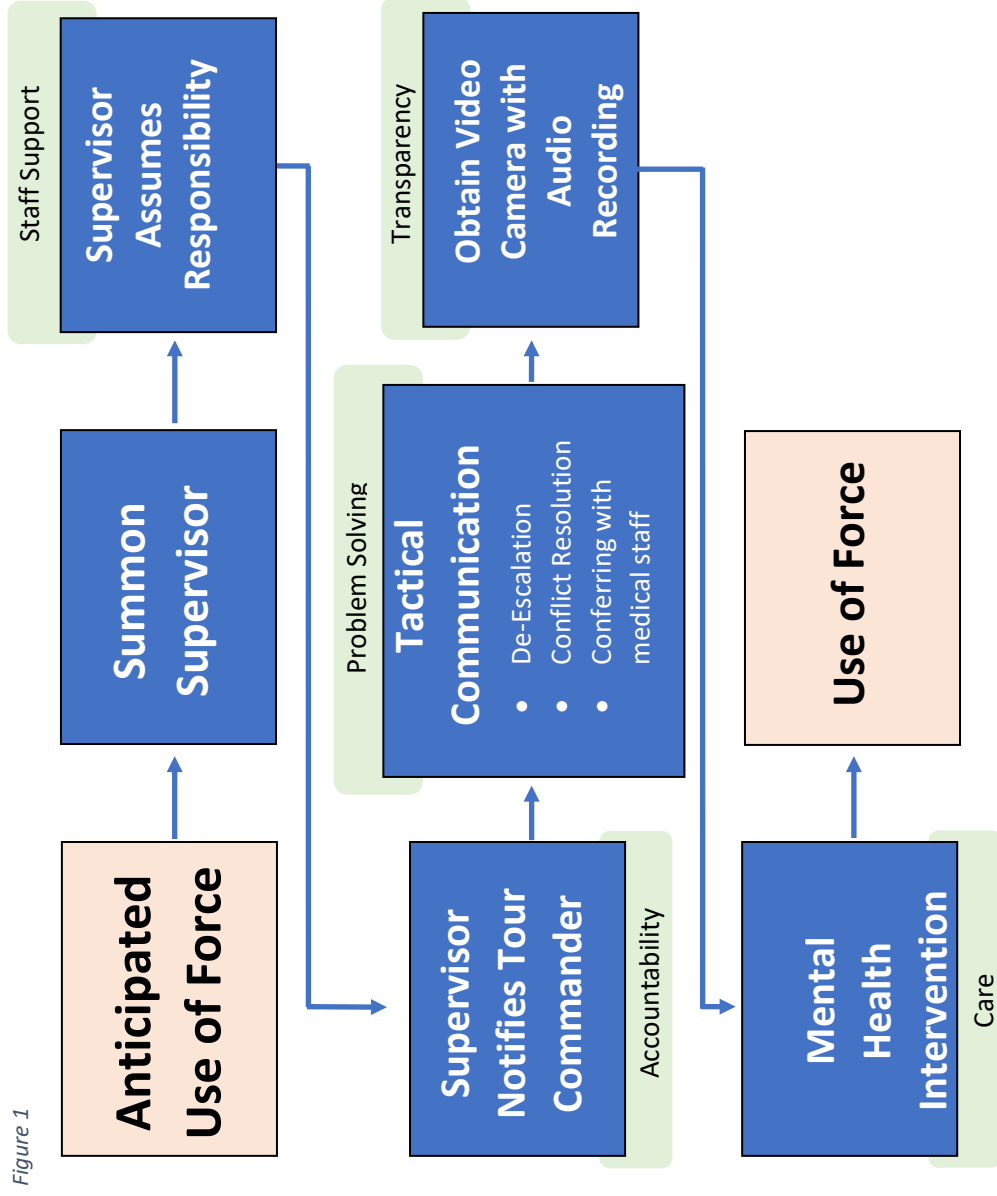 Figure 1
Anticipated
Use of Force
Summon
Supervisor
Staff Support
Supervisor
Assumes
Responsibility
Supervisor
Notifies Tour
Commander
Accountability
Problem Solving
Tactical
Communication
• De-Escalation
• Conflict Resolution
• Conferring with
medical staff
Transparency
Obtain Video
Camera with
Audio
Recording
Mental
Health
Intervention
Care
Use of Force